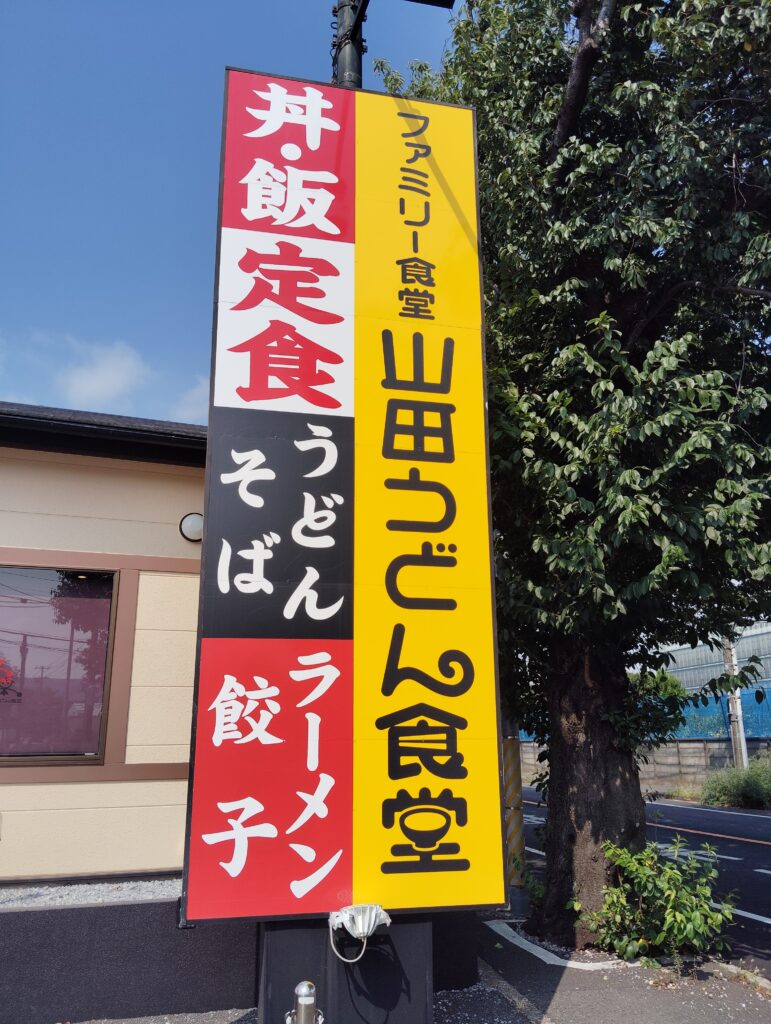 ファミリー食堂
山田うどん食堂
丼・飯
定食
うどん
そば
ラーメン
餃子